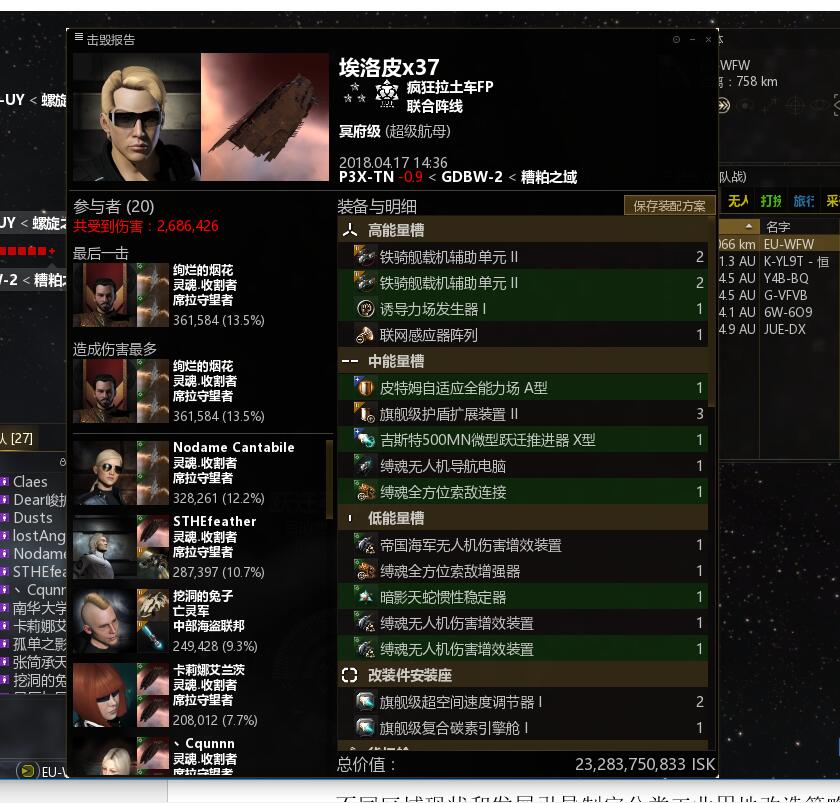 击毁报告
埃洛皮x37
疯狂拉土车FP
联合阵线
冥府级 (超级航母)
2018.04.17 14:36
P3X-TN -0.9 < GDBW-2 < 糟粕之域
参与者 (20)
共受到伤害：2,686,426
最后一击
绚烂的烟花
灵魂.收割者
席拉守望者
361,584 (13.5%)
造成伤害最多
绚烂的烟花
灵魂.收割者
席拉守望者
361,584 (13.5%)
Nodame Cantabile
灵魂.收割者
席拉守望者
328,261 (12.2%)
STHEfeather
灵魂.收割者
席拉守望者
287,397 (10.7%)
挖洞的兔子
亡灵军
中部海盗联邦
249,428 (9.3%)
卡莉娜艾兰茨
灵魂.收割者
席拉守望者
208,012 (7.7%)
、Cqunnn
灵魂.收割者
席拉守望者
装备与明细
保存装配方案
高能量槽
铁骑舰载机辅助单元 II 2
铁骑舰载机辅助单元 II 2
诱导力场发生器 I 1
联网感应器阵列 1
中能量槽
皮特姆自适应全能力场 A型 1
旗舰级护盾扩展装置 II 3
吉斯特500MN微型跃迁推进器 X型 1
缚魂无人机导航电脑 1
缚魂全方位索敌连接 1
低能量槽
帝国海军无人机伤害增效装置 1
缚魂全方位索敌增强器 1
暗影天蛇惯性稳定器 1
缚魂无人机伤害增效装置 1
缚魂无人机伤害增效装置 1
改装件安装座
旗舰级超空间速度调节器 I 2
旗舰级复合碳素引擎舱 I 1
总价值： 23,283,750,833 ISK
-UY < 螺旋
UY < 螺旋之
-2 < 糟粕
[27]
Claes
Dear峻
Dusts
lostAng
Nodame
STHEfe
、Cqunn
南华大学
卡莉娜艾
孤单之影
张简承天
挖洞的兔
EU-W
-WFW
：758 km
队战)
无人 打捞 旅行 采
名字
066 km EU-WFW
1.3 AU K-YL9T - 恒
4.5 AU Y4B-BQ
4.5 AU G-VFVB
4.1 AU 6W-6O9
4.9 AU JUE-DX